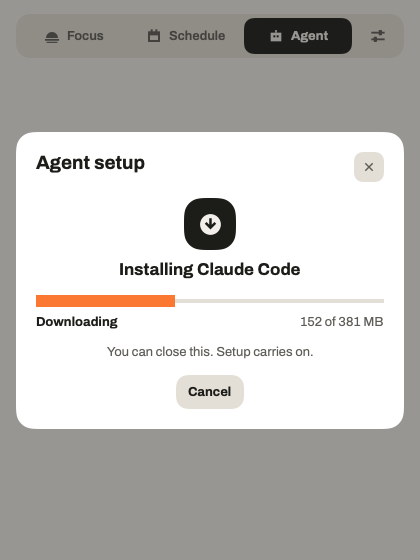 Focus
Schedule
Agent
Agent setup
Installing Claude Code
Downloading
152 of 381 MB
You can close this. Setup carries on.
Cancel